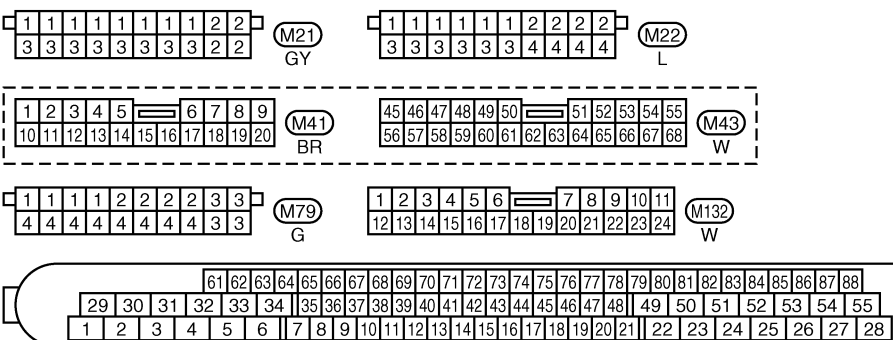 1 1 1 1 1 1 1 1 2 2 M21 1 1 1 1 1 1 2 2 2 2 M22
3 3 3 3 3 3 3 3 2 2 GY 3 3 3 3 3 3 4 4 4 4 L
1 2 3 4 5 6 7 8 9 M41 45 46 47 48 49 50 51 52 53 54 55 M43
10 11 12 13 14 15 16 17 18 19 20 BR 56 57 58 59 60 61 62 63 64 65 66 67 68 W
1 1 1 1 2 2 2 2 3 3 M79 1 2 3 4 5 6 7 8 9 10 11 M132
4 4 4 4 4 4 4 4 3 3 G 12 13 14 15 16 17 18 19 20 21 22 23 24 W
61 62 63 64 65 66 67 68 69 70 71 72 73 74 75 76 77 78 79 80 81 82 83 84 85 86 87 88
29 30 31 32 33 34 35 36 37 38 39 40 41 42 43 44 45 46 47 48 49 50 51 52 53 54 55
1 2 3 4 5 6 7 8 9 10 11 12 13 14 15 16 17 18 19 20 21 22 23 24 25 26 27 28